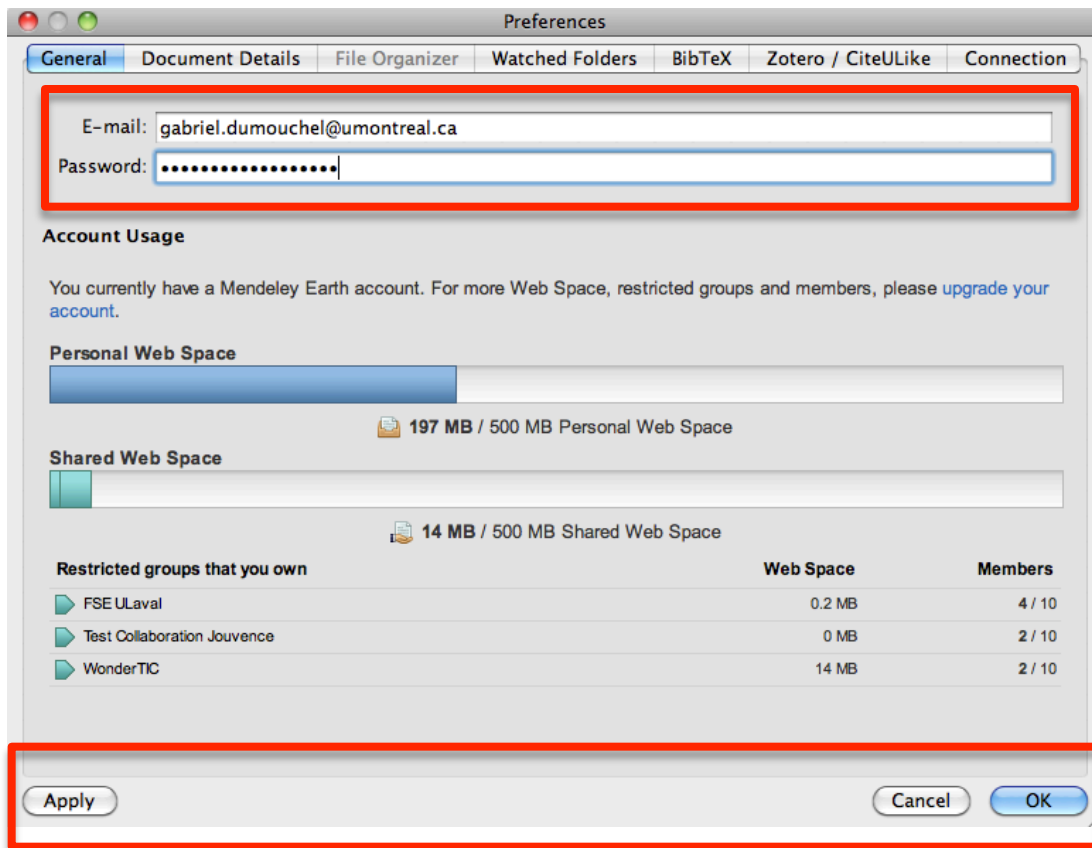 Preferences
General Document Details File Organizer Watched Folders BibTeX Zotero / CiteULike Connection
E-mail: gabriel.dumouchel@umontreal.ca
Password: ••••••••••••••••••
Account Usage
You currently have a Mendeley Earth account. For more Web Space, restricted groups and members, please upgrade your
account.
Personal Web Space
197 MB / 500 MB Personal Web Space
Shared Web Space
14 MB / 500 MB Shared Web Space
Restricted groups that you own Web Space Members
FSE ULaval 0.2 MB 4 / 10
Test Collaboration Jouvence 0 MB 2 / 10
WonderTIC 14 MB 2 / 10
Apply Cancel OK